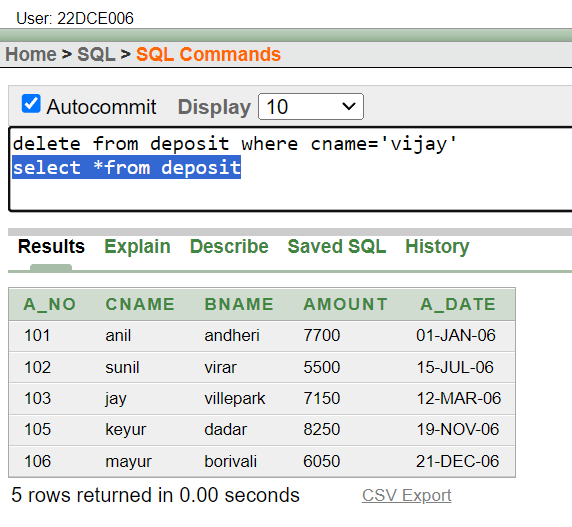 User: 22DCE006
Home > SQL > SQL Commands
Autocommit Display 10
delete from deposit where cname='vijay'
select *from deposit
Results Explain Describe Saved SQL History
A_NO CNAME BNAME AMOUNT A_DATE
101 anil andheri 7700 01-JAN-06
102 sunil virar 5500 15-JUL-06
103 jay villepark 7150 12-MAR-06
105 keyur dadar 8250 19-NOV-06
106 mayur borivali 6050 21-DEC-06
5 rows returned in 0.00 seconds CSV Export